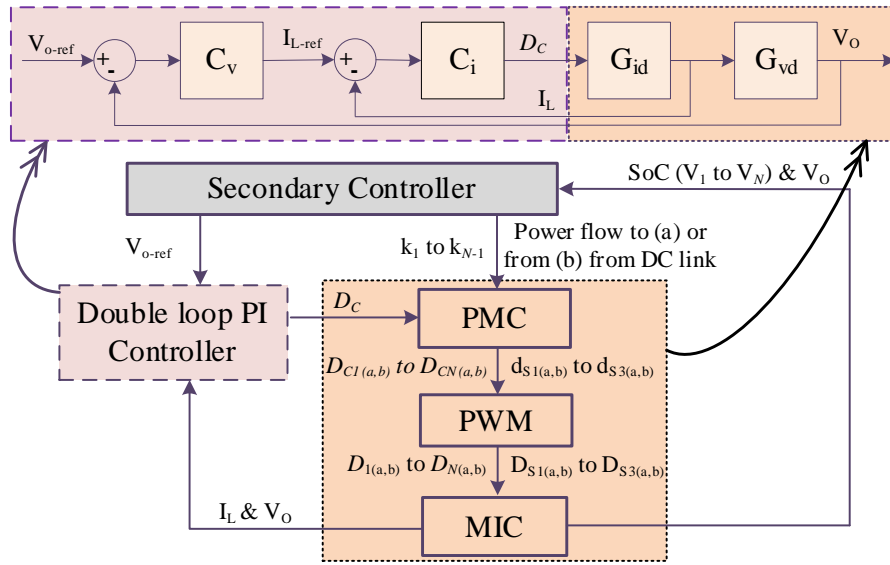 V_o-ref
+
-
C_v
I_L-ref
+
-
C_i
D_C
G_id
G_vd
V_O
I_L
Secondary Controller
SoC (V_1 to V_N) & V_O
V_o-ref
k_1 to k_N-1
Power flow to (a) or
from (b) from DC link
Double loop PI
Controller
D_C
PMC
D_C1(a,b) to D_CN(a,b)
d_S1(a,b) to d_S3(a,b)
PWM
D_1(a,b) to D_N(a,b)
D_S1(a,b) to D_S3(a,b)
I_L & V_O
MIC